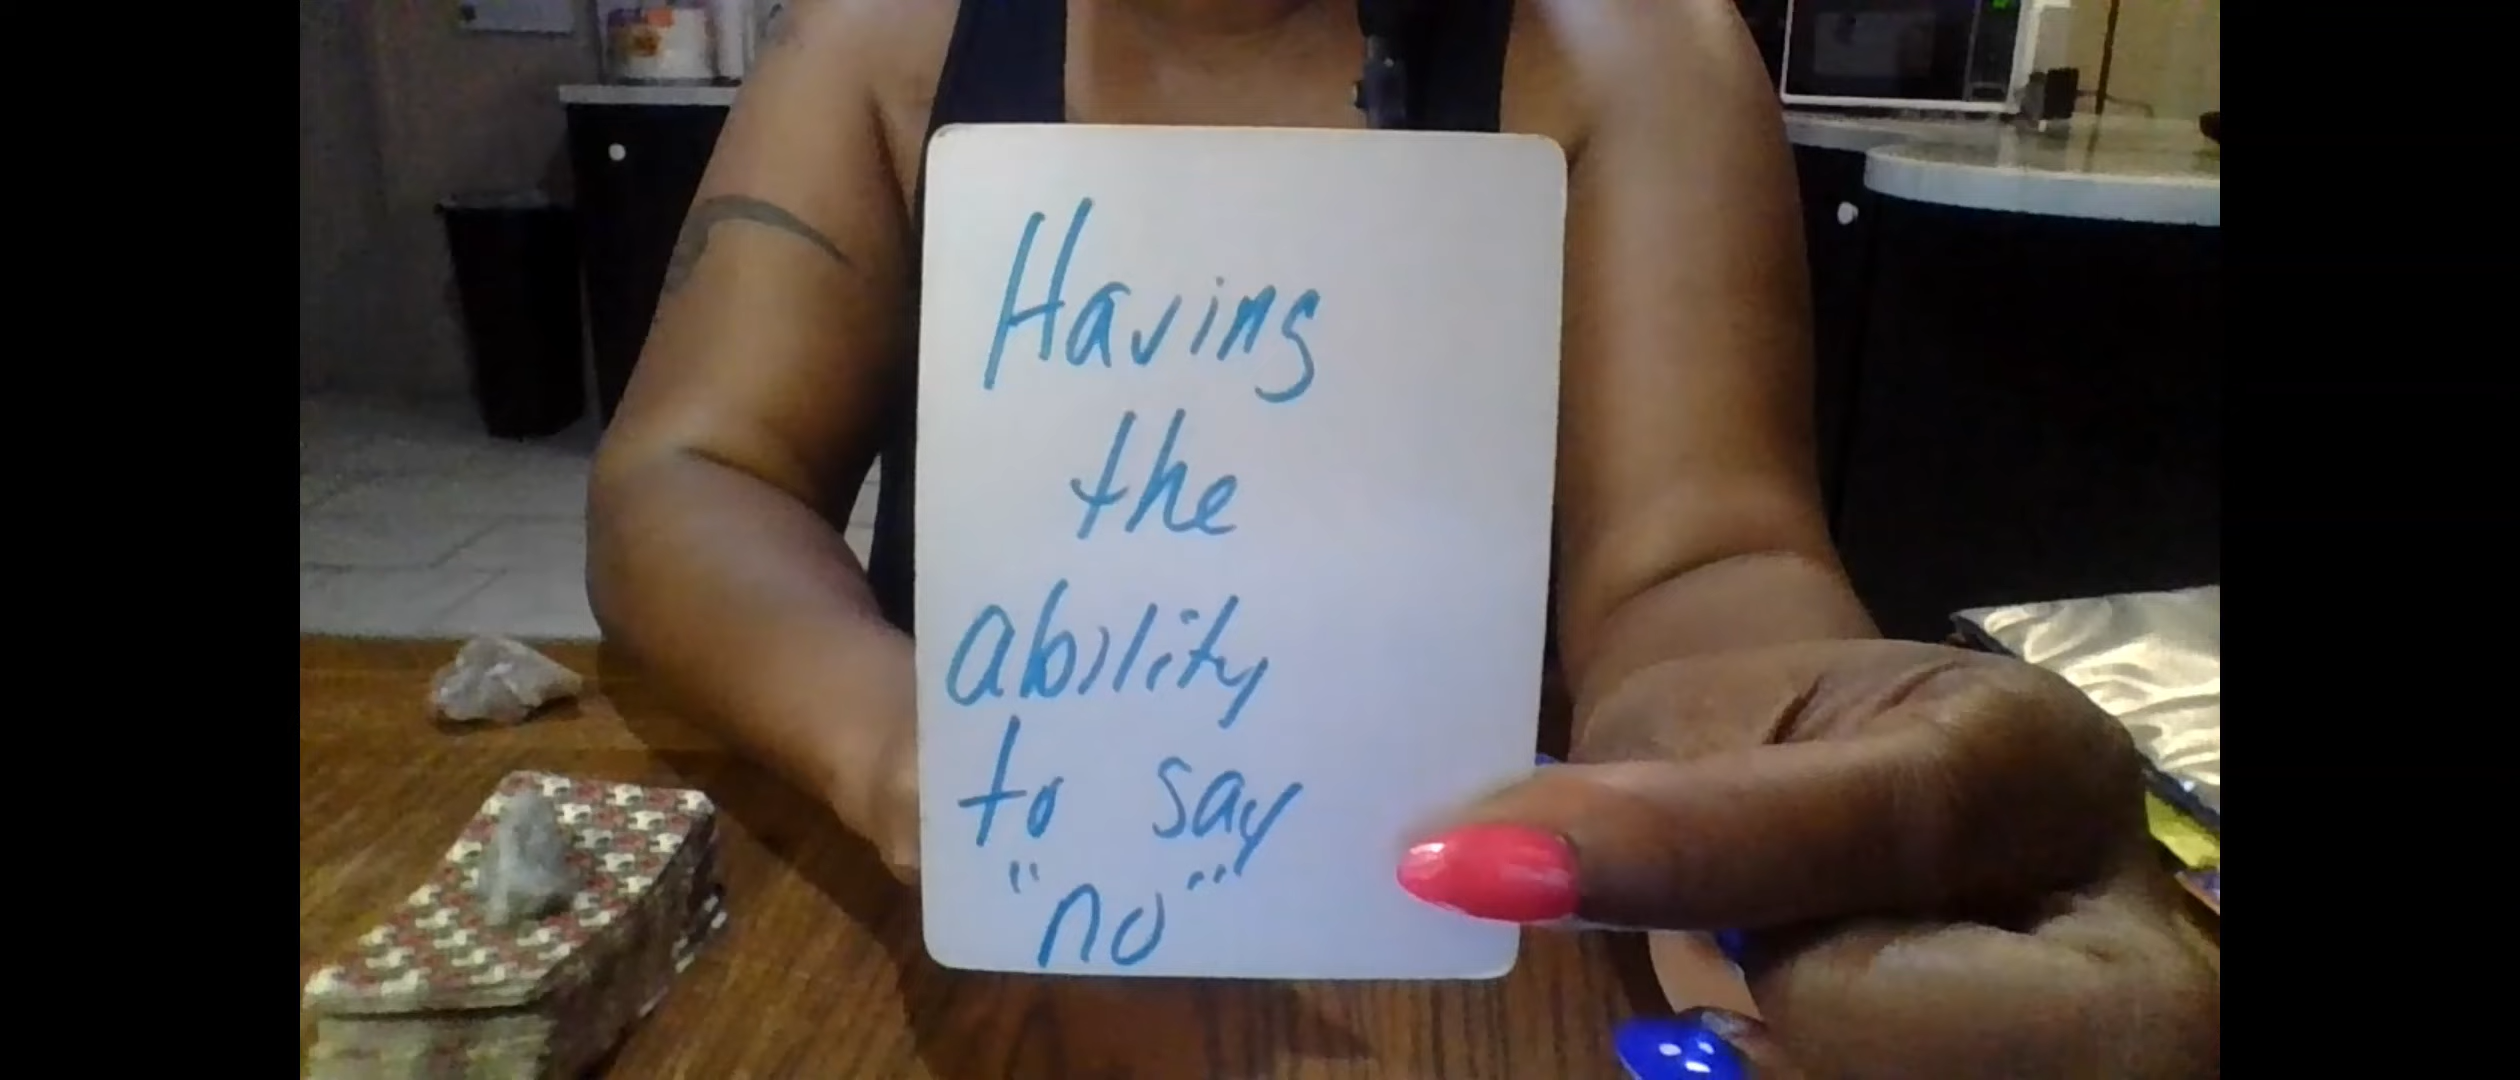 Having
the
ability
to say
"no"